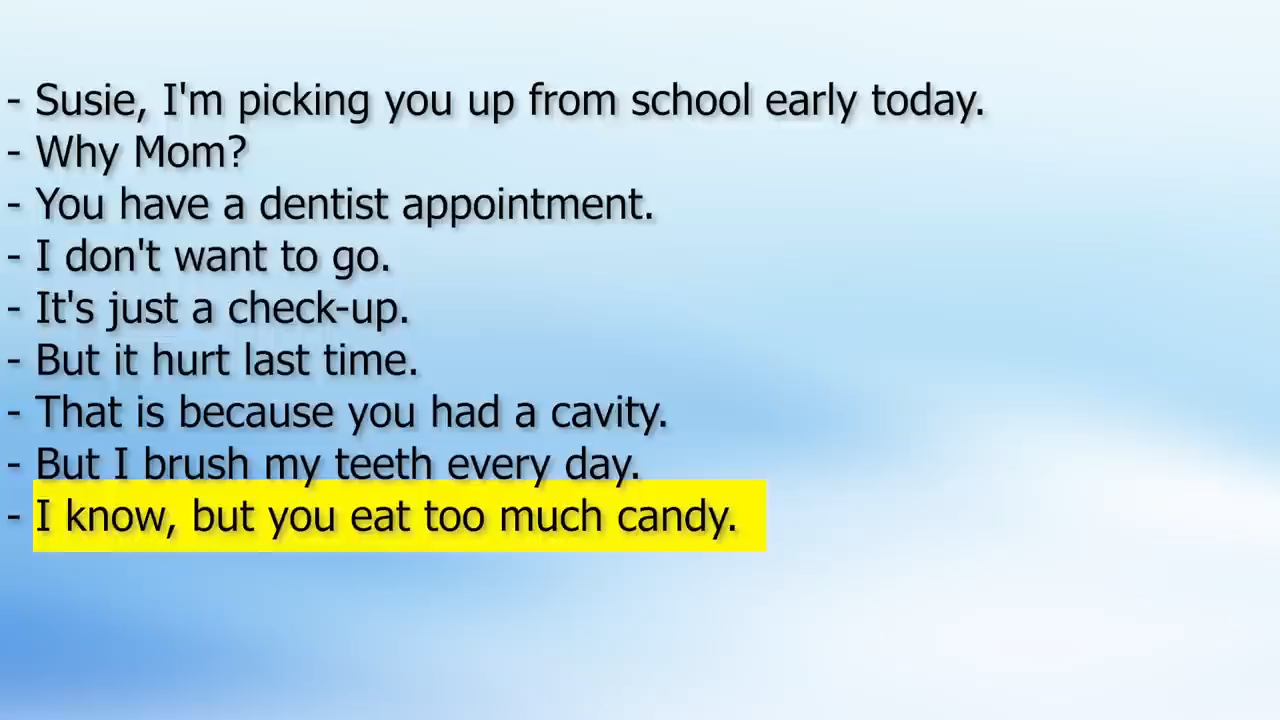 - Susie, I'm picking you up from school early today.
- Why Mom?
- You have a dentist appointment.
- I don't want to go.
- It's just a check-up.
- But it hurt last time.
- That is because you had a cavity.
- But I brush my teeth every day.
- I know, but you eat too much candy.